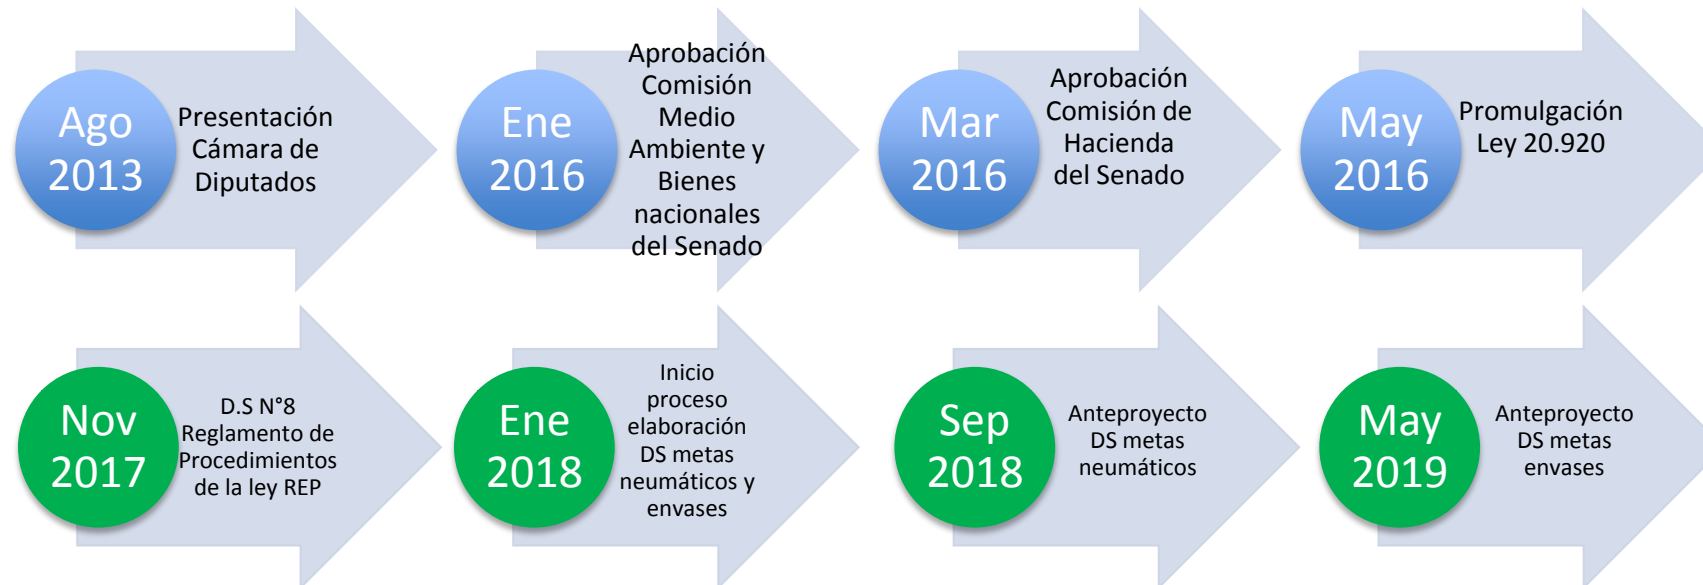 Ago
2013
Presentación
Cámara de
Diputados
Ene
2016
Aprobación
Comisión
Medio
Ambiente y
Bienes
nacionales
del Senado
Mar
2016
Aprobación
Comisión de
Hacienda
del Senado
May
2016
Promulgación
Ley 20.920
Nov
2017
D.S N°8
Reglamento de
Procedimientos
de la ley REP
Ene
2018
Inicio
proceso
elaboración
DS metas
neumáticos y
envases
Sep
2018
Anteproyecto
DS metas
neumáticos
May
2019
Anteproyecto
DS metas
envases